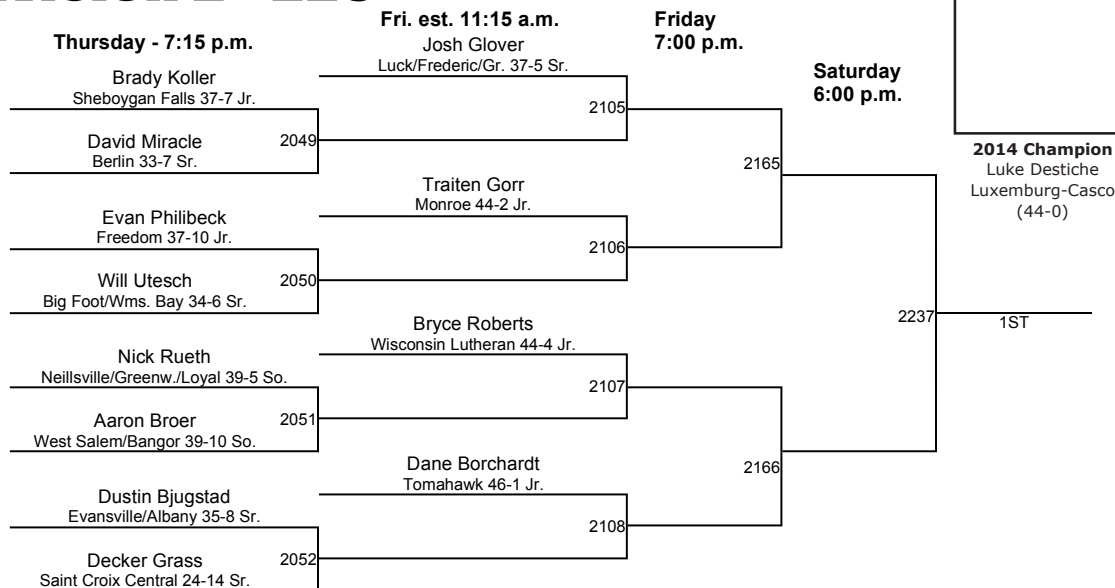 Thursday - 7:15 p.m.
Fri. est. 11:15 a.m.
Friday
7:00 p.m.
Saturday
6:00 p.m.
Josh Glover
Luck/Frederic/Gr. 37-5 Sr.
Brady Koller
Sheboygan Falls 37-7 Jr.
2105
David Miracle
Berlin 33-7 Sr.
2049
2165
2014 Champion
Luke Destiche
Luxemburg-Casco
(44-0)
Traiten Gorr
Monroe 44-2 Jr.
Evan Philibeck
Freedom 37-10 Jr.
2106
Will Utesch
Big Foot/Wms. Bay 34-6 Sr.
2050
2237
1ST
Bryce Roberts
Wisconsin Lutheran 44-4 Jr.
Nick Rueth
Neillsville/Greenw./Loyal 39-5 So.
2107
Aaron Broer
West Salem/Bangor 39-10 So.
2051
2166
Dane Borchardt
Tomahawk 46-1 Jr.
Dustin Bjugstad
Evansville/Albany 35-8 Sr.
2108
Decker Grass
Saint Croix Central 24-14 Sr.
2052